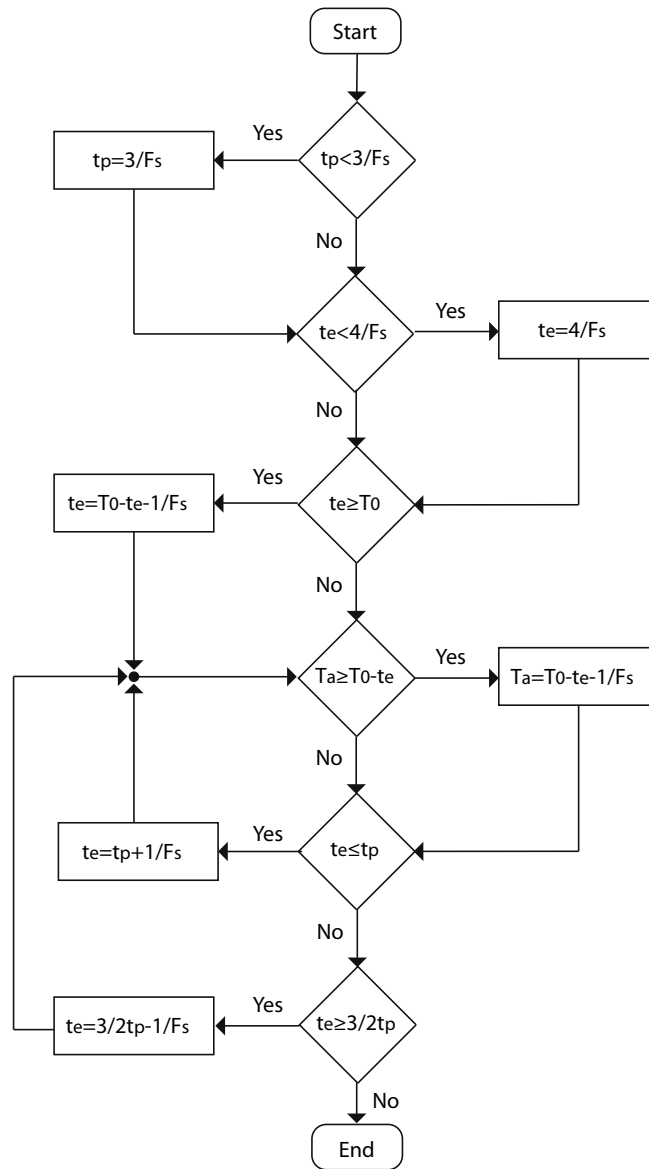 Start
Yes
tp<3/Fs
tp=3/Fs
No
Yes
te<4/Fs
te=4/Fs
No
Yes
te≥T0
te=T0-te-1/Fs
No
Yes
Ta≥T0-te
Ta=T0-te-1/Fs
No
Yes
te≤tp
te=tp+1/Fs
No
Yes
te≥3/2tp
te=3/2tp-1/Fs
No
End